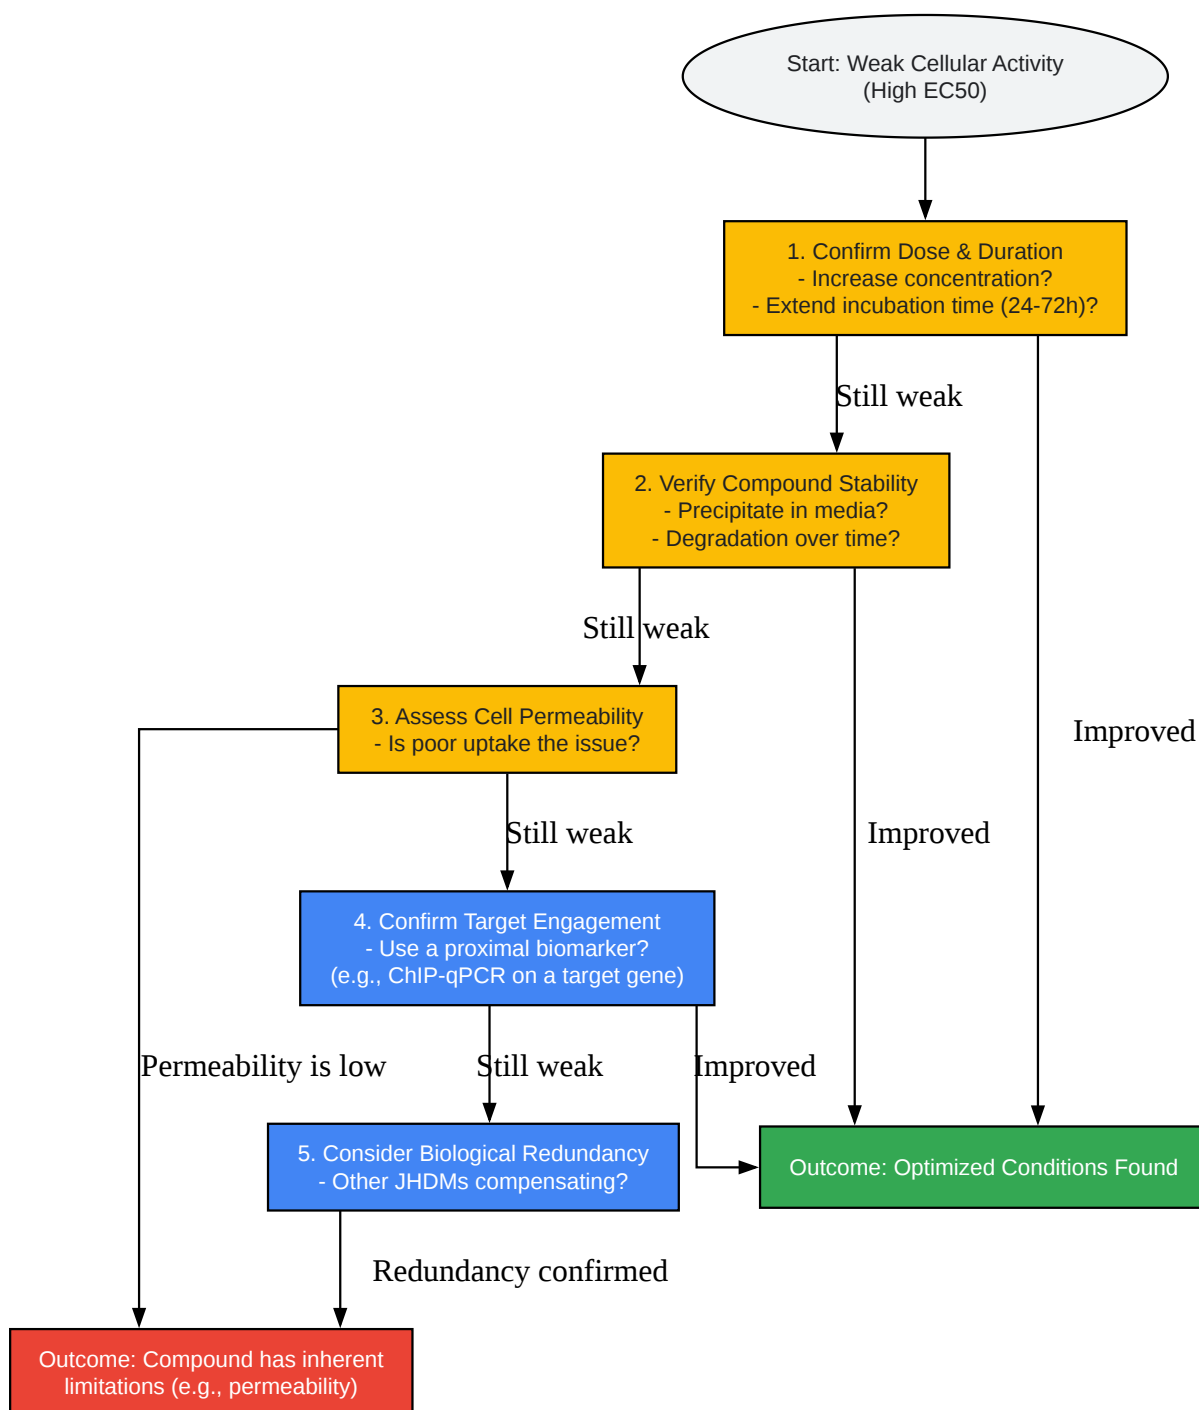 Start: Weak Cellular Activity
(High EC50)
1. Confirm Dose & Duration
- Increase concentration?
- Extend incubation time (24-72h)?
Still weak
2. Verify Compound Stability
- Precipitate in media?
- Degradation over time?
Still weak
3. Assess Cell Permeability
- Is poor uptake the issue?
Improved
Still weak
Improved
4. Confirm Target Engagement
- Use a proximal biomarker?
(e.g., ChIP-qPCR on a target gene)
Permeability is low
Still weak
Improved
5. Consider Biological Redundancy
- Other JHDMs compensating?
Outcome: Optimized Conditions Found
Redundancy confirmed
Outcome: Compound has inherent
limitations (e.g., permeability)